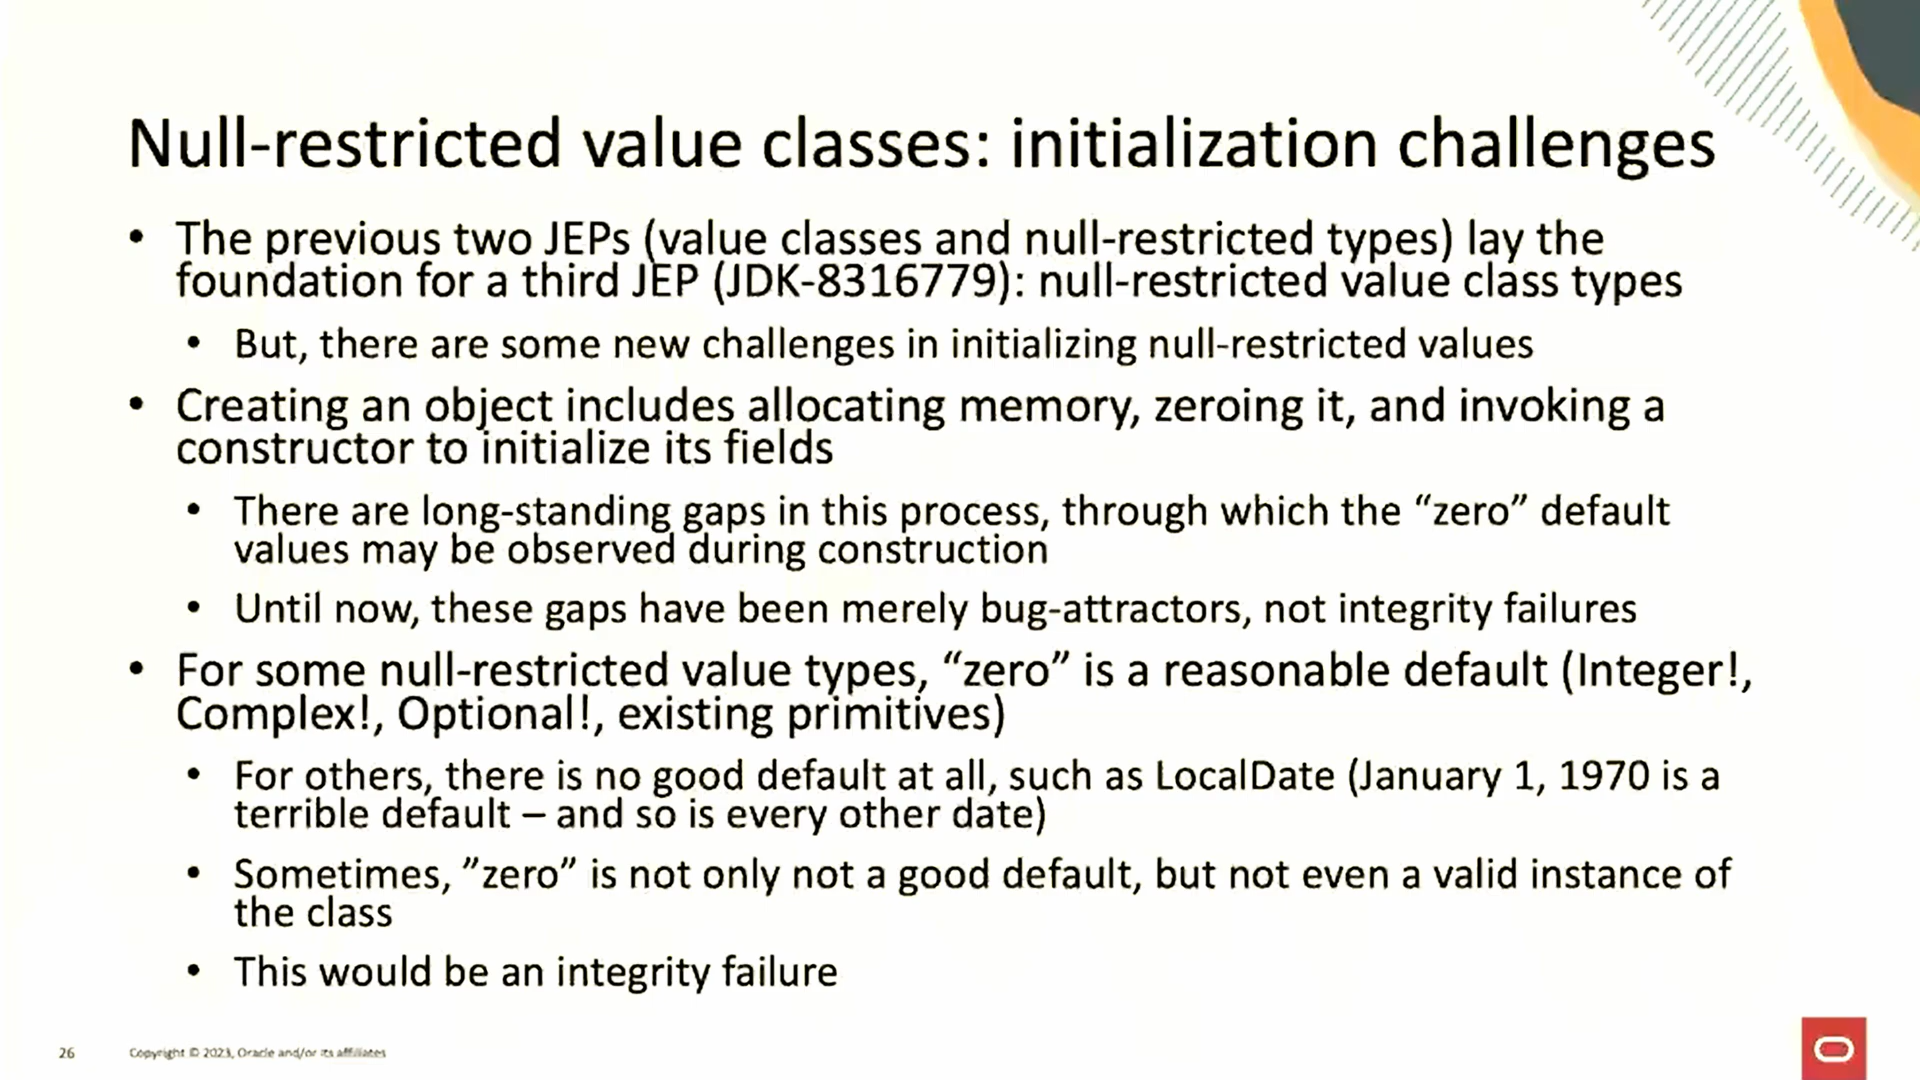 Null-restricted value classes: initialization challenges
• The previous two JEPs (value classes and null-restricted types) lay the
foundation for a third JEP (JDK-8316779): null-restricted value class types
• But, there are some new challenges in initializing null-restricted values
• Creating an object includes allocating memory, zeroing it, and invoking a
constructor to initialize its fields
• There are long-standing gaps in this process, through which the “zero” default
values may be observed during construction
• Until now, these gaps have been merely bug-attractors, not integrity failures
• For some null-restricted value types, “zero” is a reasonable default (Integer!,
Complex!, Optional!, existing primitives)
• For others, there is no good default at all, such as LocalDate (January 1, 1970 is a
terrible default – and so is every other date)
• Sometimes, ”zero” is not only not a good default, but not even a valid instance of
the class
• This would be an integrity failure
26 Copyright © 2023, Oracle and/or its affiliates